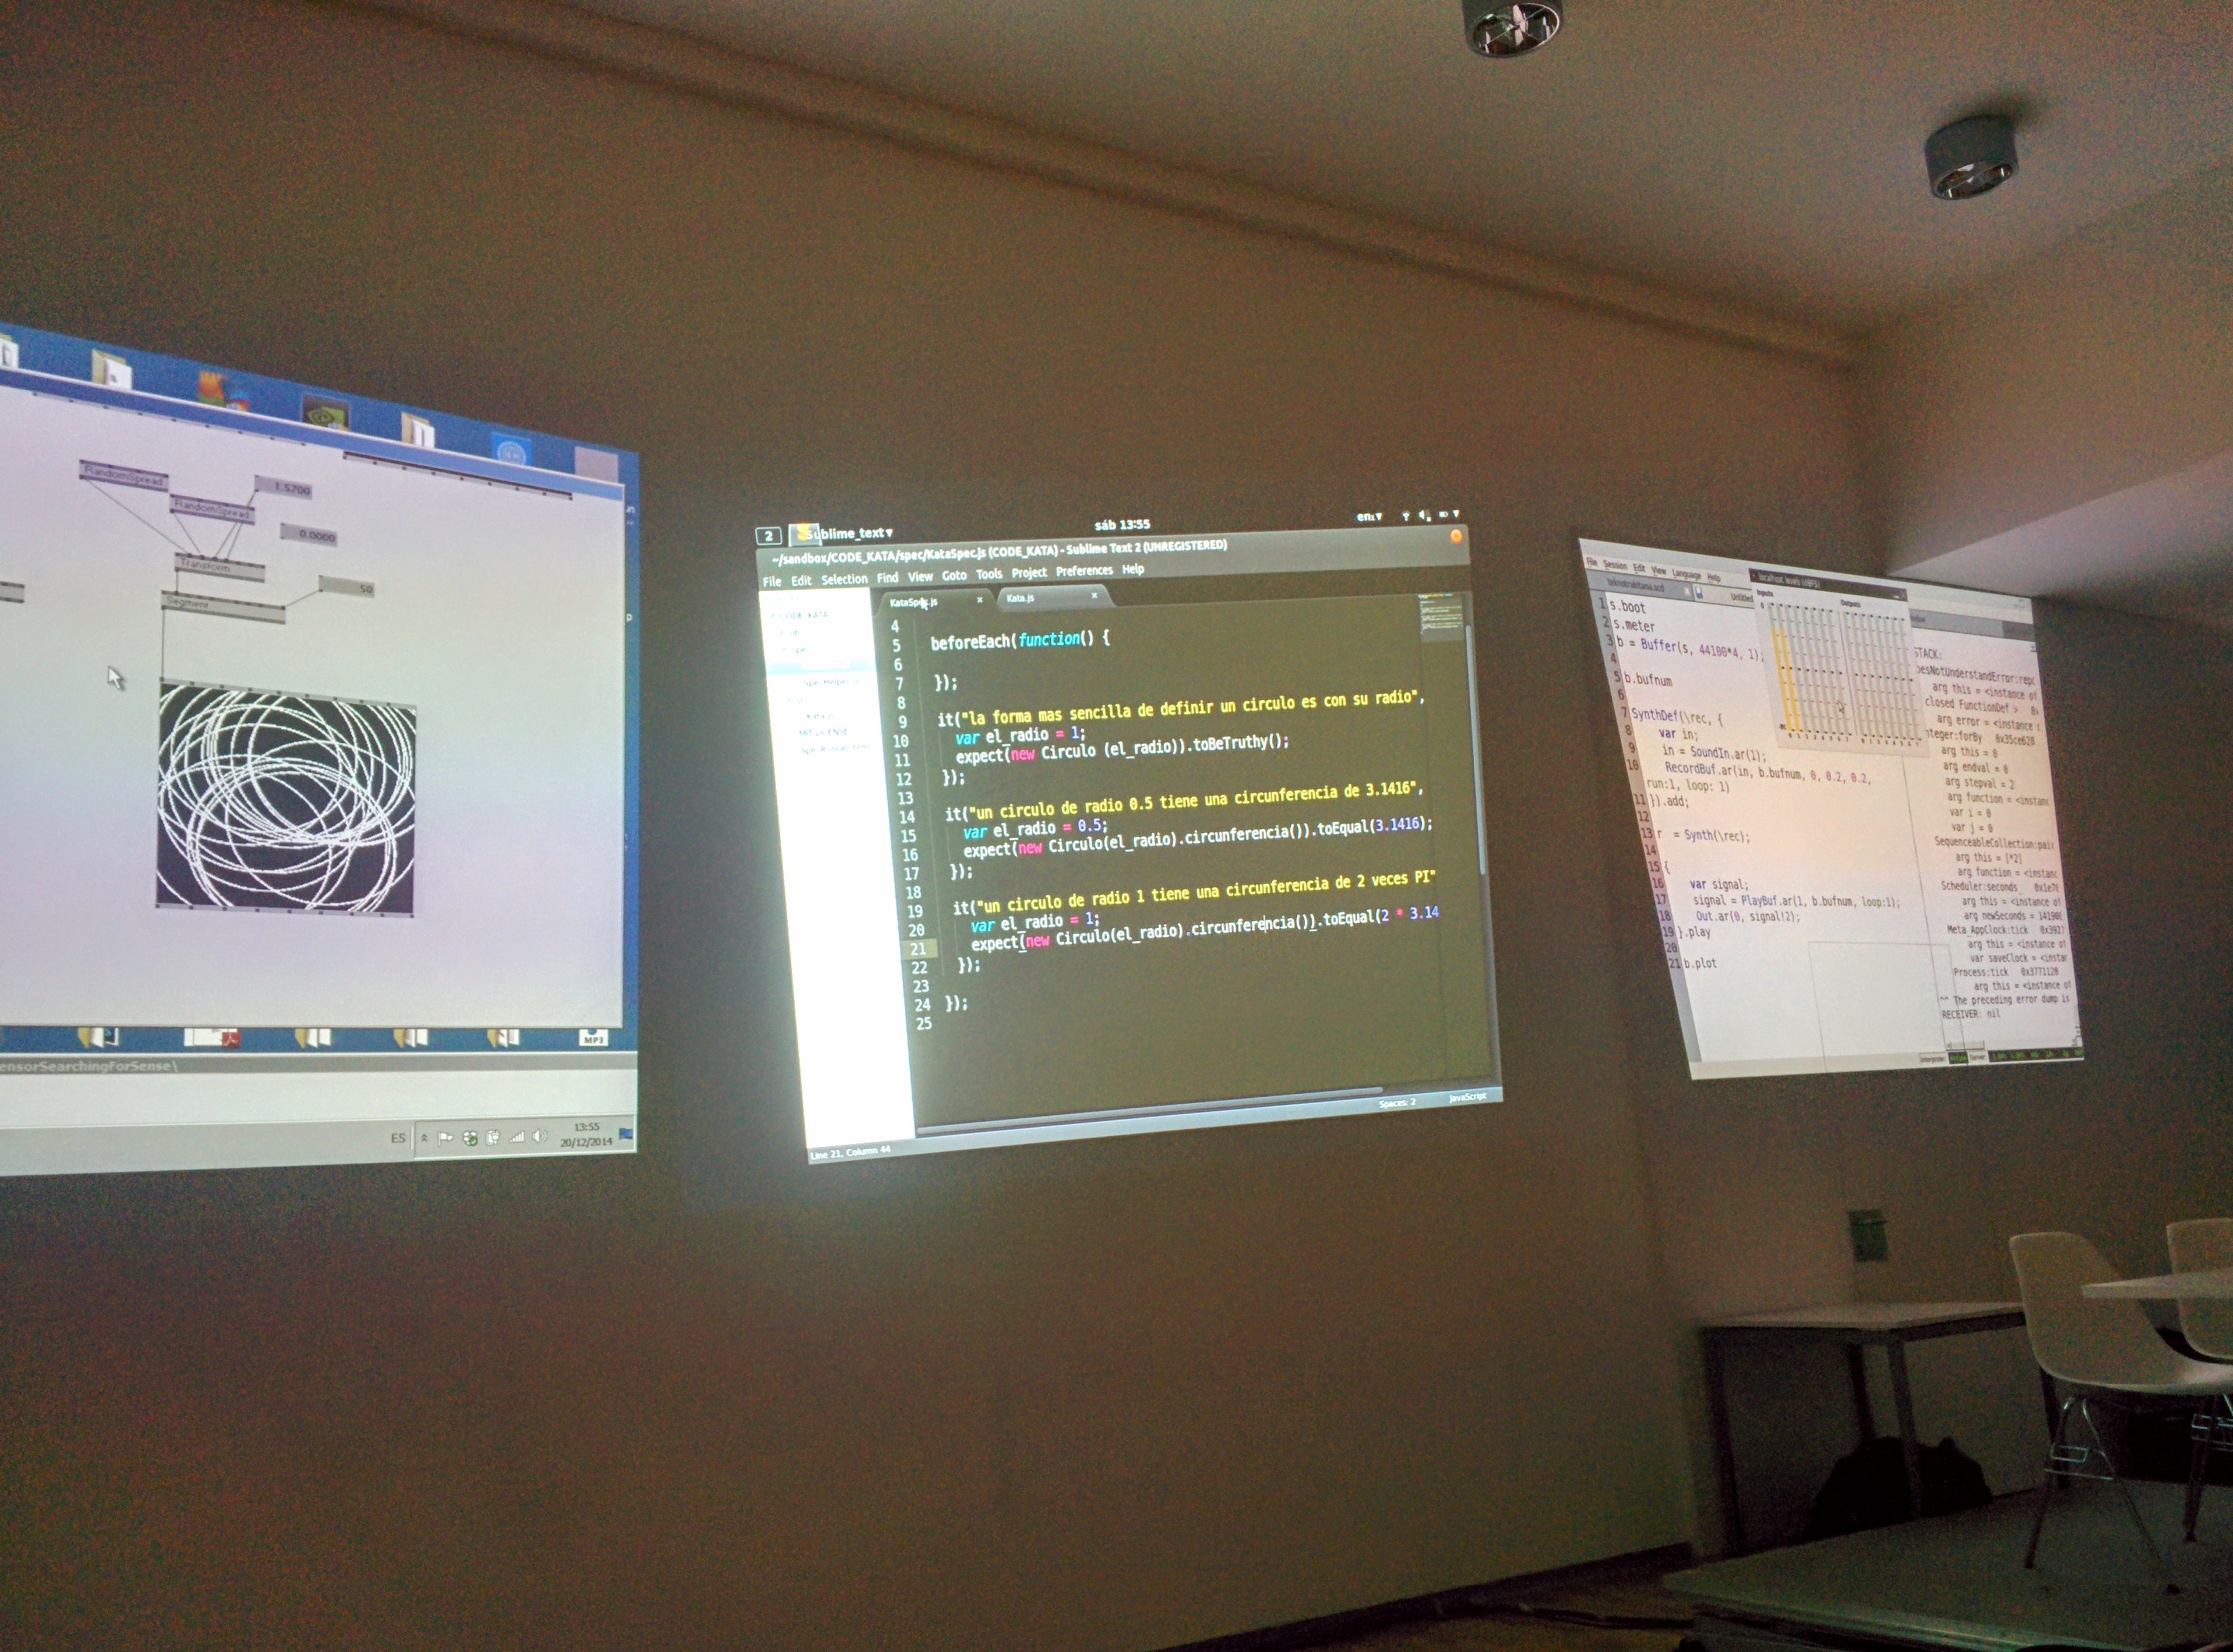 RandomSpread
1.5700
RandomSpread
0.0000
Transform
50
Segment
MP3
ensorSearchingForSense\
ES
13:55
20/12/2014
2
Sublime_text
sáb 13:55
en₁
~/sandbox/CODE_KATA/spec/KataSpec.js (CODE_KATA) - Sublime Text 2 (UNREGISTERED)
File Edit Selection Find View Goto Tools Project Preferences Help
KataSpec.js × Kata.js ×
CODE_KATA
SpecHelper.js
Kata.js
MIT.LICENSE
SpecRunner.html
4
5 beforeEach(function() {
6
7 });
8
9 it("la forma mas sencilla de definir un circulo es con su radio",
10 var el_radio = 1;
11 expect(new Circulo (el_radio)).toBeTruthy();
12 });
13
14 it("un circulo de radio 0.5 tiene una circunferencia de 3.1416",
15 var el_radio = 0.5;
16 expect(new Circulo(el_radio).circunferencia()).toEqual(3.1416);
17 });
18
19 it("un circulo de radio 1 tiene una circunferencia de 2 veces PI"
20 var el_radio = 1;
21 expect(new Circulo(el_radio).circunferencia()).toEqual(2 * 3.14
22 });
23
24 });
25
Line 21, Column 44
Spaces: 2
JavaScript
File Session Edit View Language Help
localhost levels (dBFS)
Untitled
Inputs
Outputs
1 s.boot
2 s.meter
3 b = Buffer(s, 44100*4, 1);
4
5 b.bufnum
6
7 SynthDef(\rec, {
8 var in;
9 in = SoundIn.ar(1);
10 RecordBuf.ar(in, b.bufnum, 0, 0.2, 0.2,
run:1, loop: 1)
11 }).add;
12
13 r = Synth(\rec);
14
15 {
16 var signal;
17 signal = PlayBuf.ar(1, b.bufnum, loop:1);
18 Out.ar(0, signal!2);
19 }.play
20
21 b.plot
STACK:
oesNotUnderstandError:repo
arg this = <instance of
closed FunctionDef >
arg error = <instance
teger:forBy 0x35ce628
arg this = 0
arg endval = 0
arg stepval = 2
arg function = <instanc
var i = 0
var j = 0
SequenceableCollection:pair
arg this = [*2]
arg function = <instanc
Scheduler:seconds_
arg this = <instance of
arg newSeconds =
Meta_AppClock:tick
arg this = <instance of
var saveClock = <instar
Process:tick 0x3771128
arg this = <instance of
^^ The preceding error dump is
RECEIVER: nil
Interpreter:
Server: